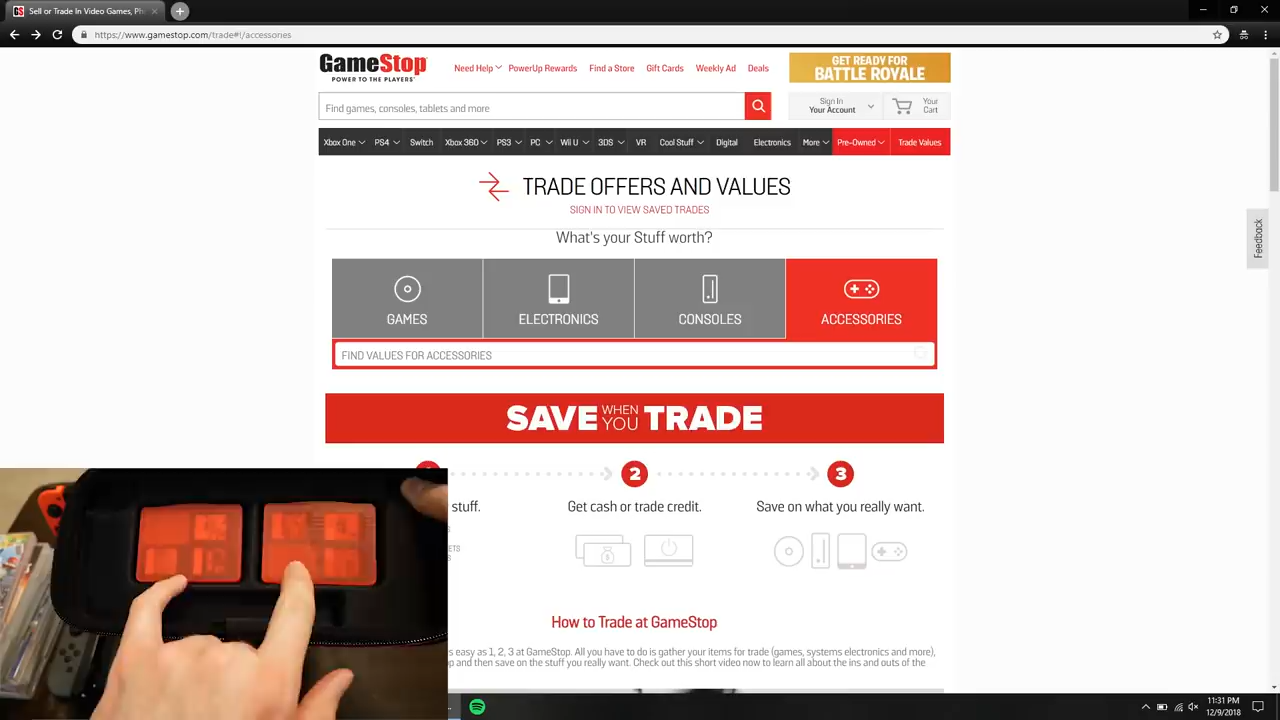 GS Sell or Trade In Video Games, Ph
https://www.gamestop.com/trade#!/accessories
GameStop
POWER TO THE PLAYERS
Need Help PowerUp Rewards Find a Store Gift Cards Weekly Ad Deals
GET READY FOR
BATTLE ROYALE
Find games, consoles, tablets and more
Sign In
Your Account
Your
Cart
Xbox One PS4 Switch Xbox 360 PS3 PC Wii U 3DS VR Cool Stuff Digital Electronics More Pre-Owned Trade Values
TRADE OFFERS AND VALUES
SIGN IN TO VIEW SAVED TRADES
Feedback
What's your Stuff worth?
GAMES ELECTRONICS CONSOLES ACCESSORIES
FIND VALUES FOR ACCESSORIES
SAVE WHEN YOU TRADE
2 3
stuff. Get cash or trade credit. Save on what you really want.
How to Trade at GameStop
s easy as 1, 2, 3 at GameStop. All you have to do is gather your items for trade (games, systems electronics and more),
p and then save on the stuff you really want. Check out this short video now to learn all about the ins and outs of the
11:31 PM
12/9/2018